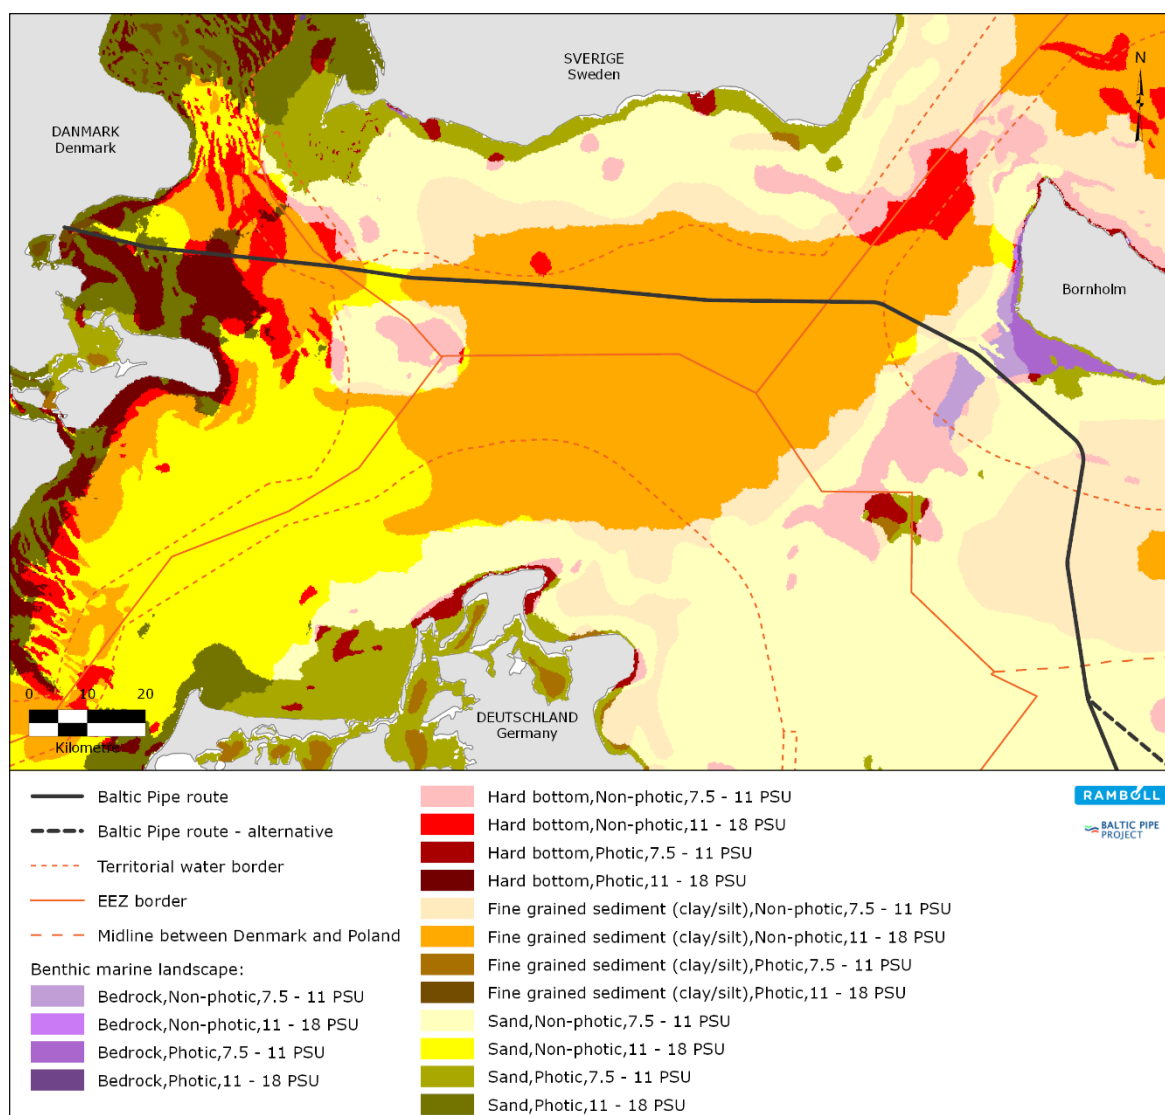 SVERIGE
Sweden
N
DANMARK
Denmark
Bornholm
DEUTSCHLAND
Germany
0 10 20
Kilometre
Baltic Pipe route
Baltic Pipe route - alternative
Territorial water border
EEZ border
Midline between Denmark and Poland
Benthic marine landscape:
Bedrock,Non-photic,7.5 - 11 PSU
Bedrock,Non-photic,11 - 18 PSU
Bedrock,Photic,7.5 - 11 PSU
Bedrock,Photic,11 - 18 PSU
Hard bottom,Non-photic,7.5 - 11 PSU
Hard bottom,Non-photic,11 - 18 PSU
Hard bottom,Photic,7.5 - 11 PSU
Hard bottom,Photic,11 - 18 PSU
Fine grained sediment (clay/silt),Non-photic,7.5 - 11 PSU
Fine grained sediment (clay/silt),Non-photic,11 - 18 PSU
Fine grained sediment (clay/silt),Photic,7.5 - 11 PSU
Fine grained sediment (clay/silt),Photic,11 - 18 PSU
Sand,Non-photic,7.5 - 11 PSU
Sand,Non-photic,11 - 18 PSU
Sand,Photic,7.5 - 11 PSU
Sand,Photic,11 - 18 PSU
RAMBOLL
BALTIC PIPE
PROJECT